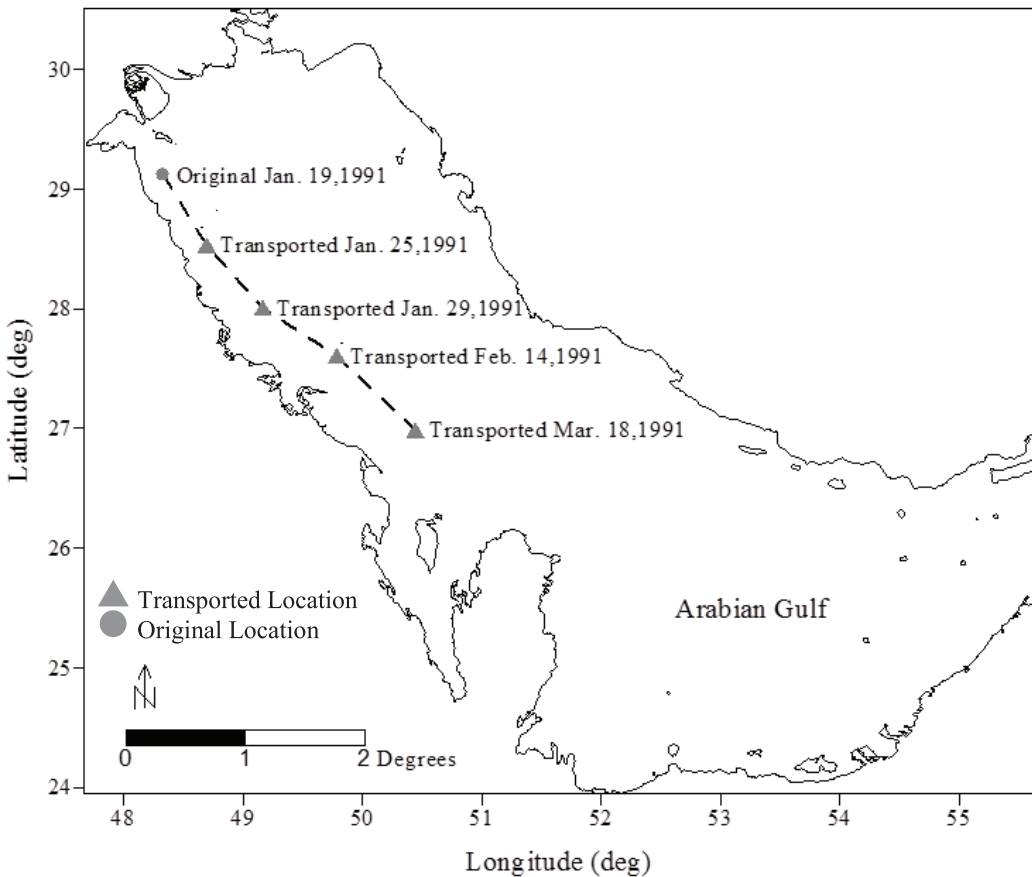 30
29
28
27
26
25
24
Latitude (deg)
Original Jan. 19,1991
Transported Jan. 25,1991
Transported Jan. 29,1991
Transported Feb. 14,1991
Transported Mar. 18,1991
Arabian Gulf
Transported Location
Original Location
N
0 1 2 Degrees
48 49 50 51 52 53 54 55
Longitude (deg)